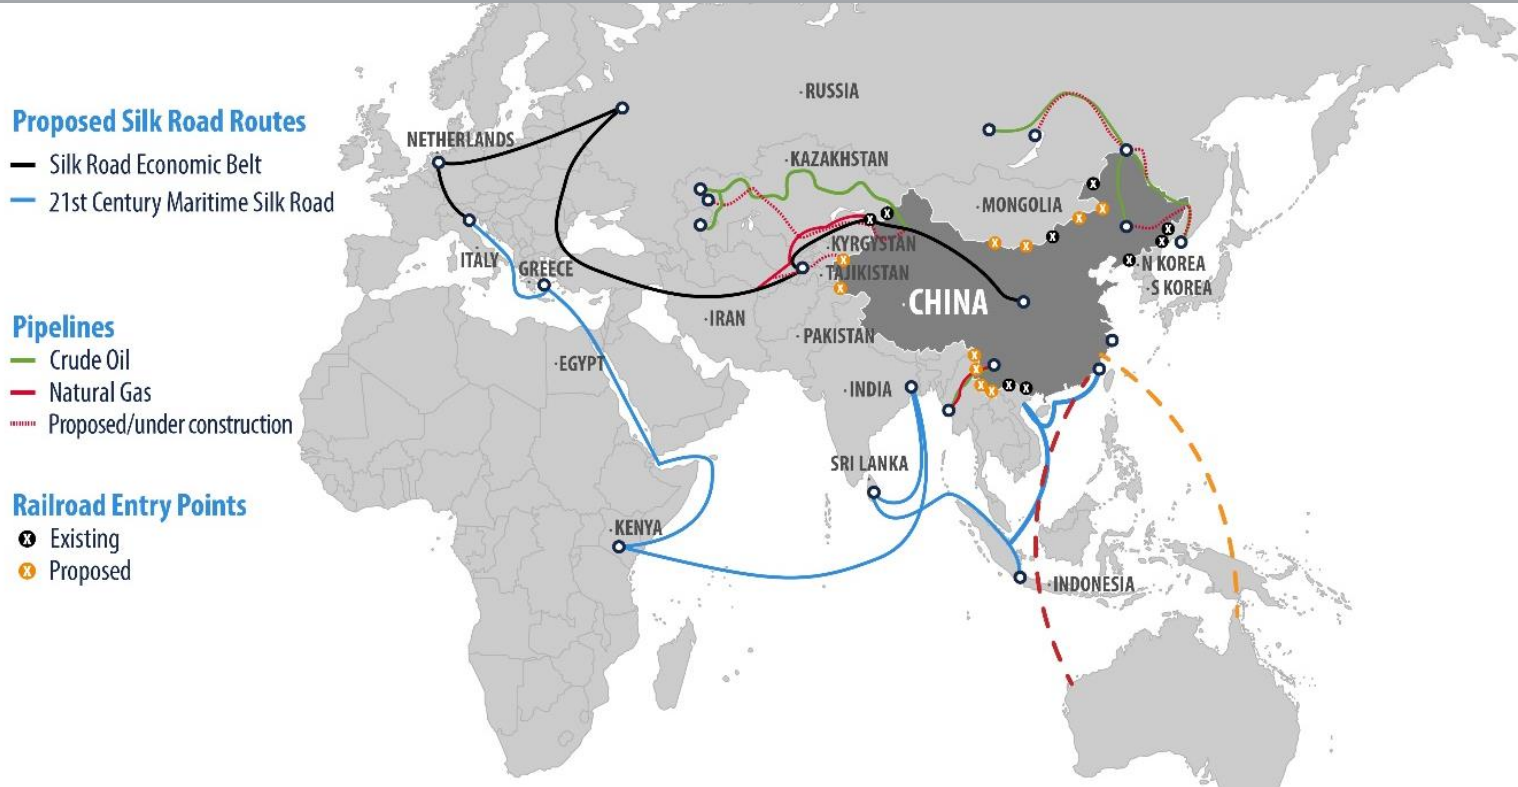 Proposed Silk Road Routes
Silk Road Economic Belt
21st Century Maritime Silk Road
Pipelines
Crude Oil
Natural Gas
Proposed/under construction
Railroad Entry Points
X Existing
X Proposed
RUSSIA
NETHERLANDS
KAZAKHSTAN
MONGOLIA
KYRGYSTAN
ITALY
GREECE
TAJIKISTAN
N KOREA
S KOREA
CHINA
IRAN
PAKISTAN
EGYPT
INDIA
SRI LANKA
KENYA
INDONESIA